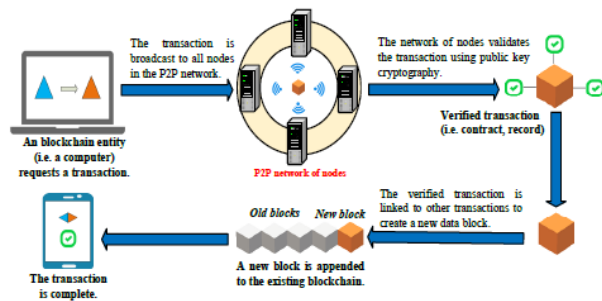 The transaction is
broadcast to all nodes
in the P2P network.
The network of nodes validates
the transaction using public key
cryptography.
An blockchain entity
(i.e. a computer)
requests a transaction.
P2P network of nodes
Verified transaction
(i.e. contract, record)
The verified transaction is
linked to other transactions to
create a new data block.
Old blocks
New block
A new block is appended
to the existing blockchain.
The transaction
is complete.